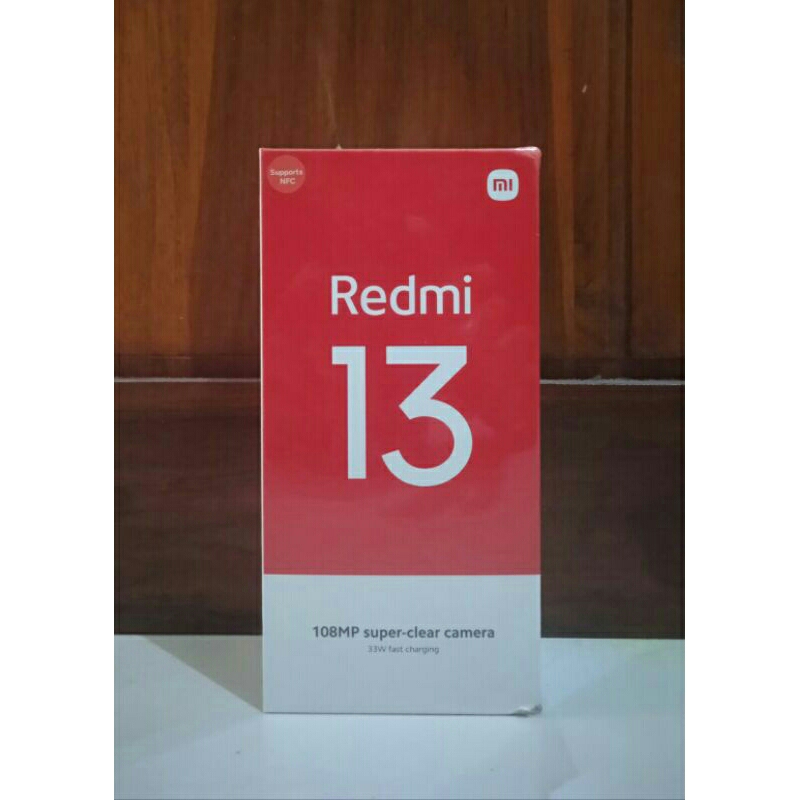 Supports
NFC
mi
Redmi
13
108MP super-clear camera
33W fast charging